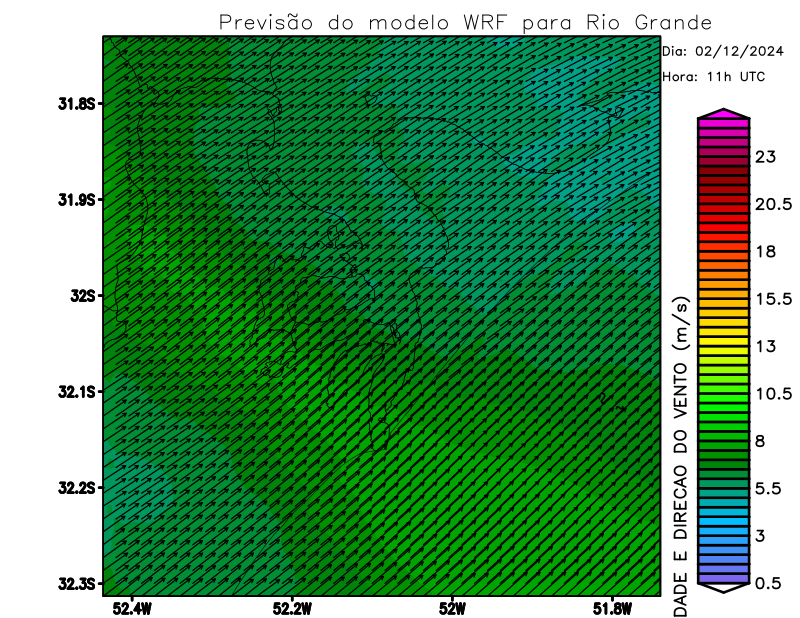 Previsão do modelo WRF para Rio Grande
Dia: 02/12/2024
Hora: 11h UTC
31.8S
31.9S
32S
32.1S
32.2S
32.3S
52.4W
52.2W
52W
51.8W
DADE E DIRECAO DO VENTO (m/s)
23
20.5
18
15.5
13
10.5
8
5.5
3
0.5